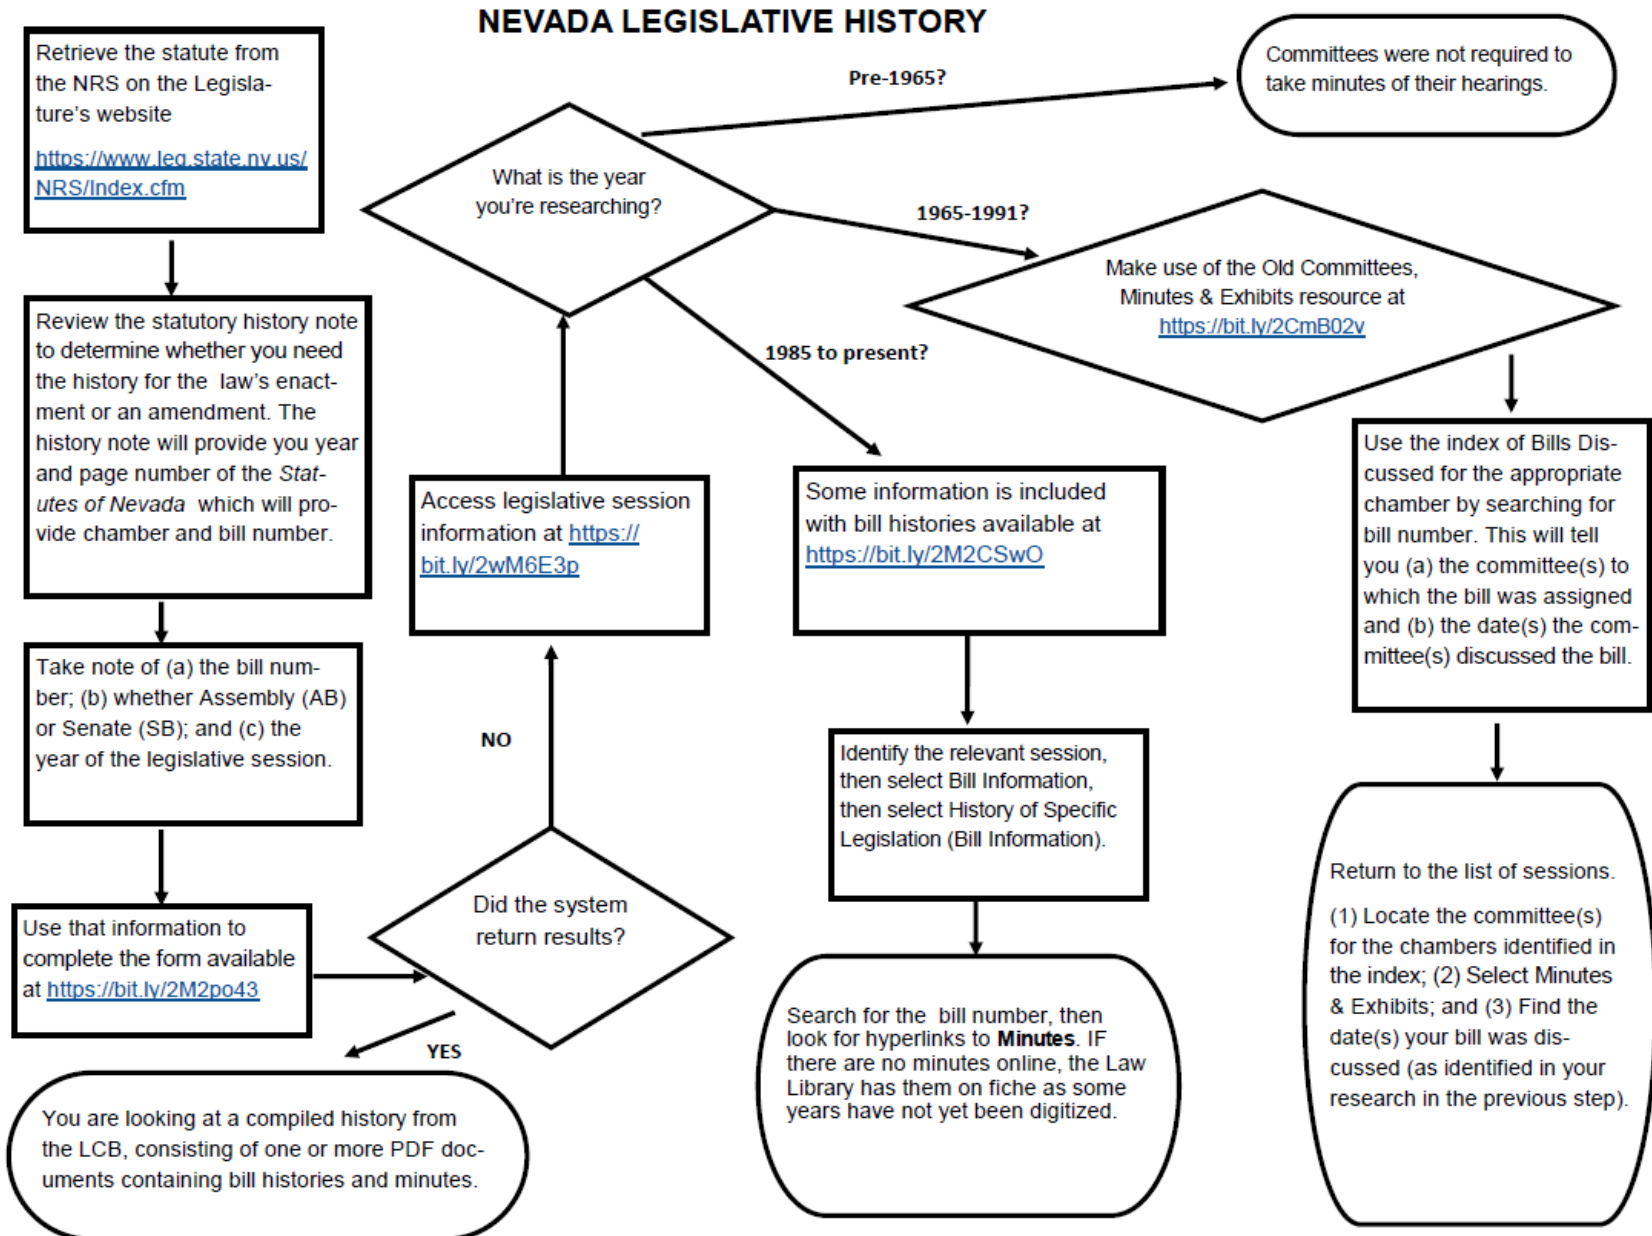 NEVADA LEGISLATIVE HISTORY
Retrieve the statute from
the NRS on the Legisla-
ture's website
https://www.leg.state.nv.us/
NRS/Index.cfm
Review the statutory history note
to determine whether you need
the history for the law's enact-
ment or an amendment. The
history note will provide you year
and page number of the Stat-
utes of Nevada which will pro-
vide chamber and bill number.
Take note of (a) the bill num-
ber; (b) whether Assembly (AB)
or Senate (SB); and (c) the
year of the legislative session.
Use that information to
complete the form available
at https://bit.ly/2M2po43
Did the system
return results?
YES
You are looking at a compiled history from
the LCB, consisting of one or more PDF doc-
uments containing bill histories and minutes.
NO
Access legislative session
information at https://
bit.ly/2wM6E3p
What is the year
you're researching?
Pre-1965?
Committees were not required to
take minutes of their hearings.
1965-1991?
Make use of the Old Committees,
Minutes & Exhibits resource at
https://bit.ly/2CmB02v
Use the index of Bills Dis-
cussed for the appropriate
chamber by searching for
bill number. This will tell
you (a) the committee(s) to
which the bill was assigned
and (b) the date(s) the com-
mittee(s) discussed the bill.
Return to the list of sessions.
(1) Locate the committee(s)
for the chambers identified in
the index; (2) Select Minutes
& Exhibits; and (3) Find the
date(s) your bill was dis-
cussed (as identified in your
research in the previous step).
1985 to present?
Some information is included
with bill histories available at
https://bit.ly/2M2CSwO
Identify the relevant session,
then select Bill Information,
then select History of Specific
Legislation (Bill Information).
Search for the bill number, then
look for hyperlinks to Minutes. IF
there are no minutes online, the Law
Library has them on fiche as some
years have not yet been digitized.